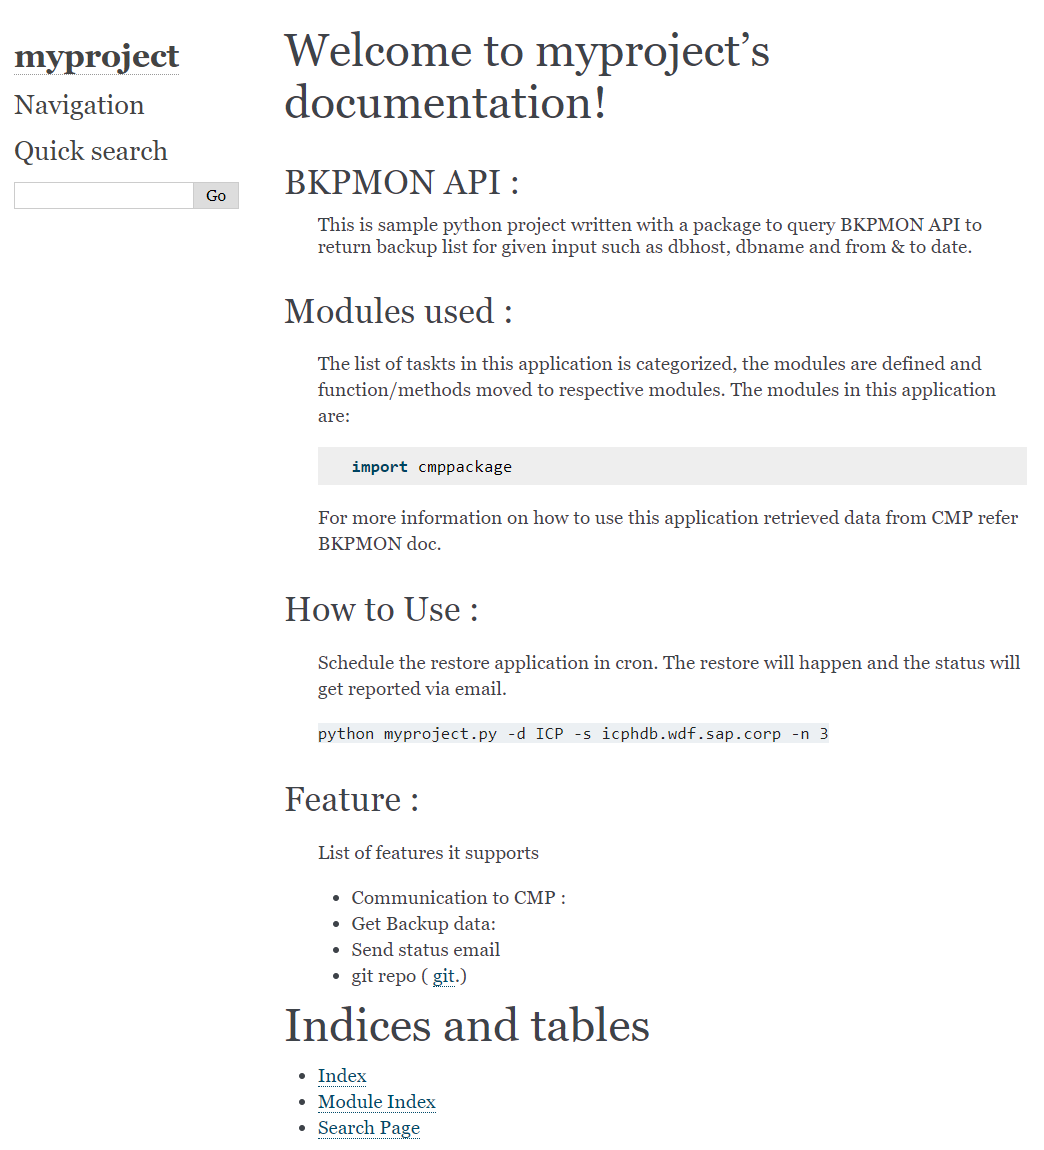 myproject
Navigation
Quick search
Go
Welcome to myproject’s
documentation!
BKPMON API :
This is sample python project written with a package to query BKPMON API to
return backup list for given input such as dbhost, dbname and from & to date.
Modules used :
The list of taskts in this application is categorized, the modules are defined and
function/methods moved to respective modules. The modules in this application
are:
import cmppackage
For more information on how to use this application retrieved data from CMP refer
BKPMON doc.
How to Use :
Schedule the restore application in cron. The restore will happen and the status will
get reported via email.
python myproject.py -d ICP -s icphdb.wdf.sap.corp -n 3
Feature :
List of features it supports
• Communication to CMP :
• Get Backup data:
• Send status email
• git repo ( git.)
Indices and tables
• Index
• Module Index
• Search Page